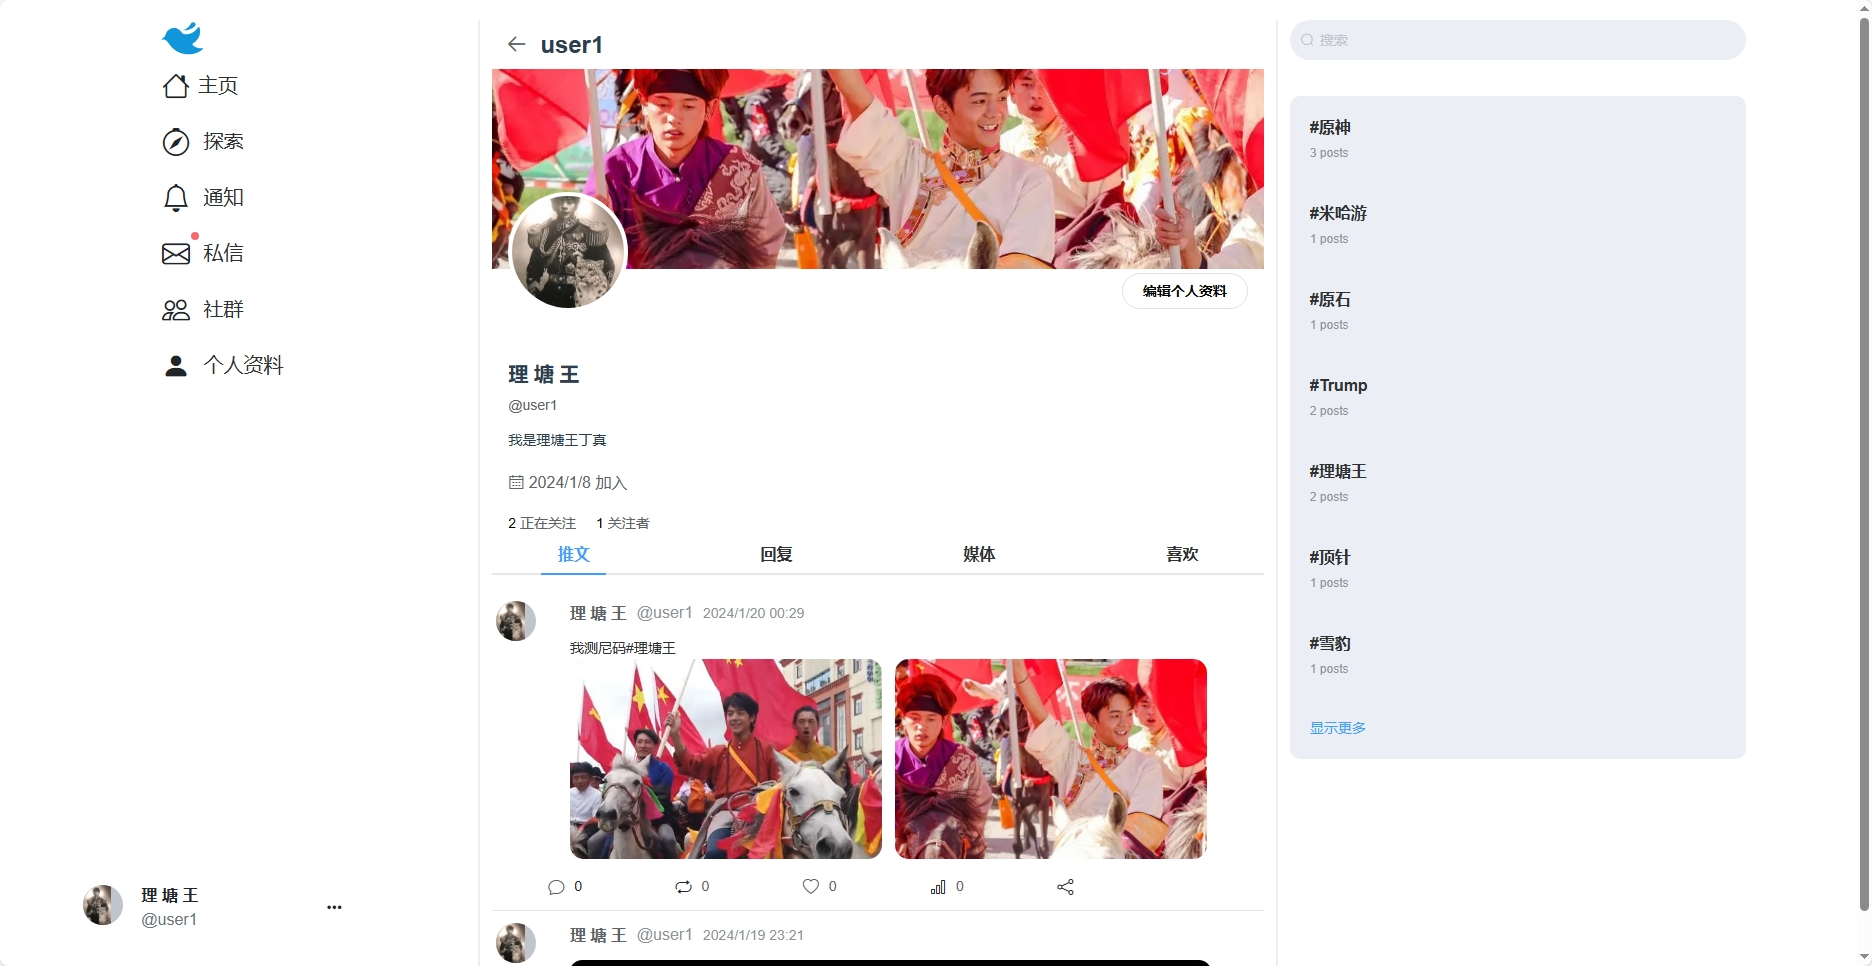 主页
探索
通知
私信
社群
个人资料
理 塘 王
@user1
user1
编辑个人资料
理 塘 王
@user1
我是理塘王丁真
2024/1/8 加入
2 正在关注 1 关注者
推文 回复 媒体 喜欢
理 塘 王 @user1 2024/1/20 00:29
我测尼码#理塘王
0 0 0 0
理 塘 王 @user1 2024/1/19 23:21
搜索
#原神
3 posts
#米哈游
1 posts
#原石
1 posts
#Trump
2 posts
#理塘王
2 posts
#顶针
1 posts
#雪豹
1 posts
显示更多